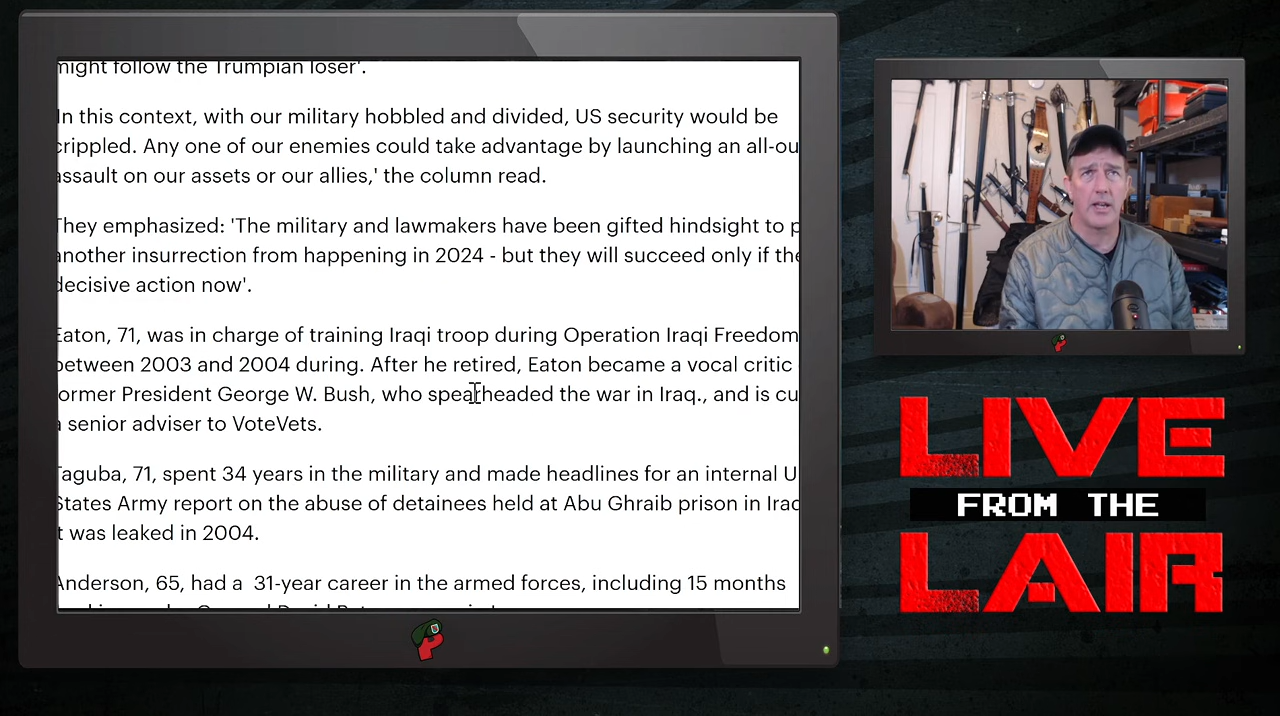 might follow the Trumpian loser'.
'In this context, with our military hobbled and divided, US security would be
crippled. Any one of our enemies could take advantage by launching an all-ou
assault on our assets or our allies,' the column read.
They emphasized: 'The military and lawmakers have been gifted hindsight to p
another insurrection from happening in 2024 - but they will succeed only if the
decisive action now'.
Eaton, 71, was in charge of training Iraqi troop during Operation Iraqi Freedom
between 2003 and 2004 during. After he retired, Eaton became a vocal critic
former President George W. Bush, who spearheaded the war in Iraq., and is cu
a senior adviser to VoteVets.
Taguba, 71, spent 34 years in the military and made headlines for an internal U
States Army report on the abuse of detainees held at Abu Ghraib prison in Iraq
it was leaked in 2004.
Anderson, 65, had a  31-year career in the armed forces, including 15 months
LIVE
FROM THE
LAIR